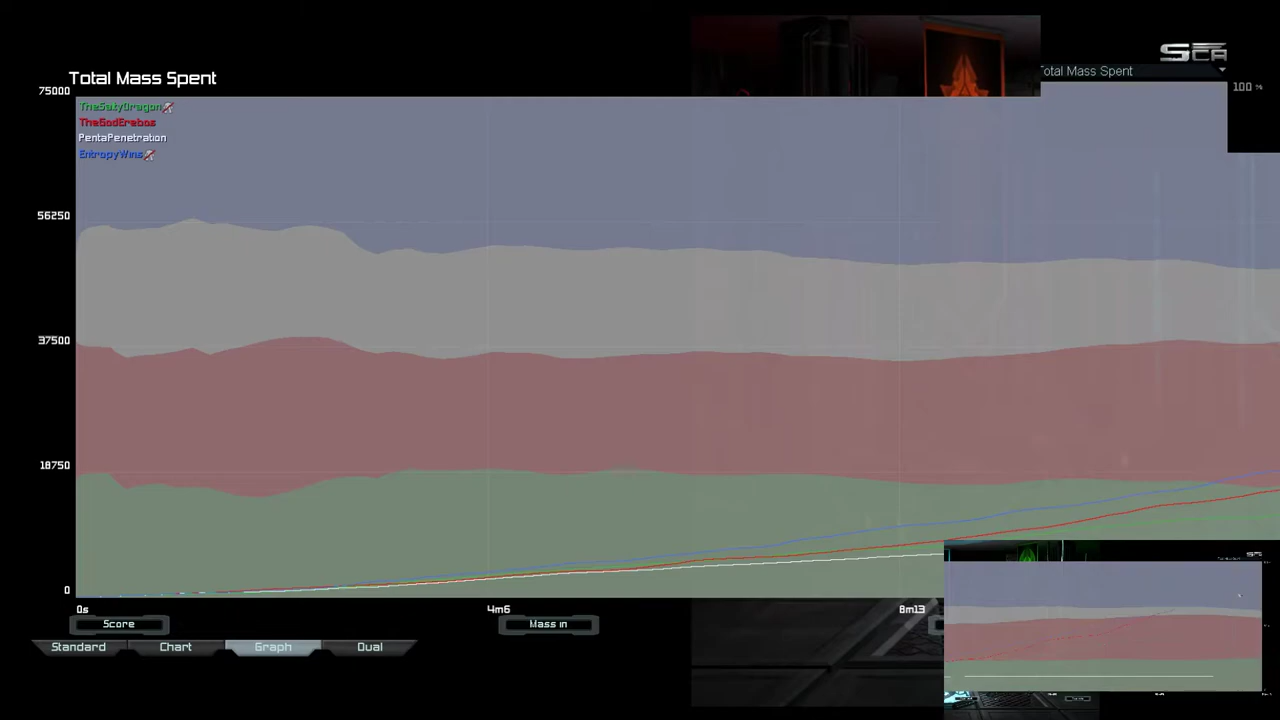 SCA
Total Mass Spent
Total Mass Spent
100 %
75000
TheSaltyDragon
TheGodErebos
PentaPenetration
EntropyWins
56250
37500
18750
0
0s
4m6
8m13
Score
Mass in
Standard
Chart
Graph
Dual